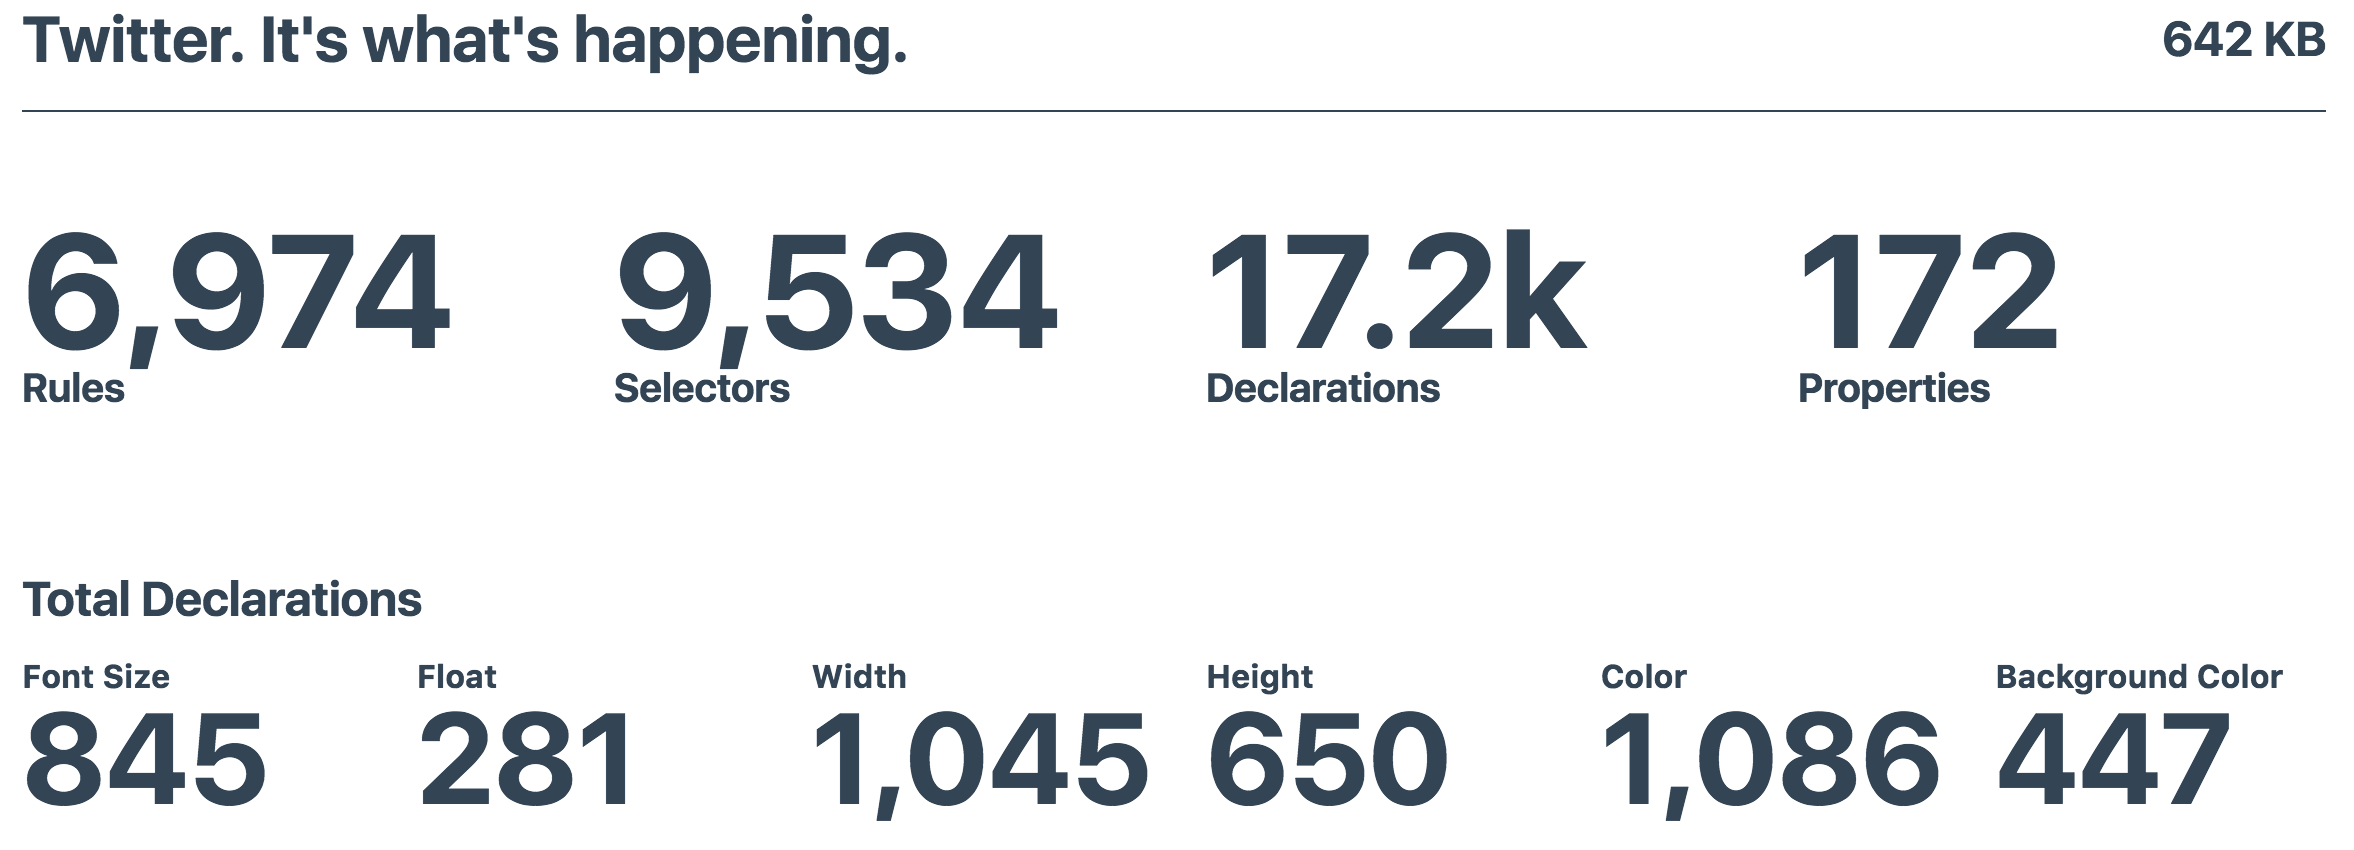 Twitter. It's what's happening. 642 KB
6,974 9,534 17.2k 172
Rules Selectors Declarations Properties
Total Declarations
Font Size Float Width Height Color Background Color
845 281 1,045 650 1,086 447